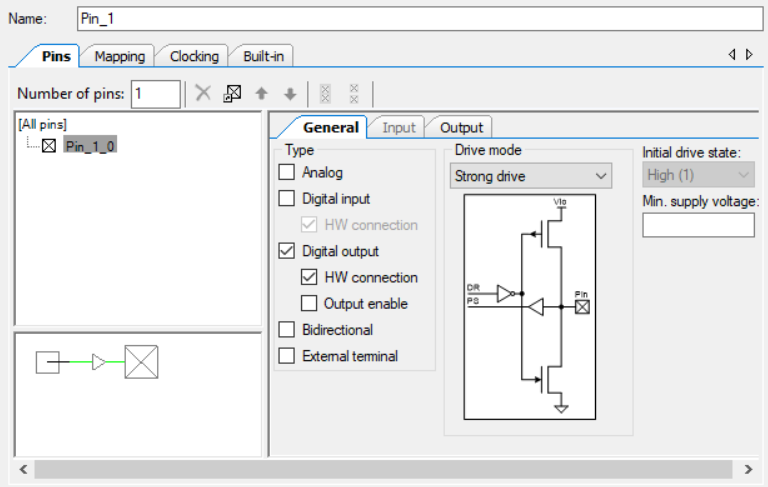 Name: Pin_1
Pins Mapping Clocking Built-in
Number of pins: 1
[All pins]
Pin_1_0
General Input Output
Type
Analog
Digital input
HW connection
Digital output
HW connection
Output enable
Bidirectional
External terminal
Drive mode
Strong drive
Vio
DR
PS
Pin
Initial drive state:
High (1)
Min. supply voltage: